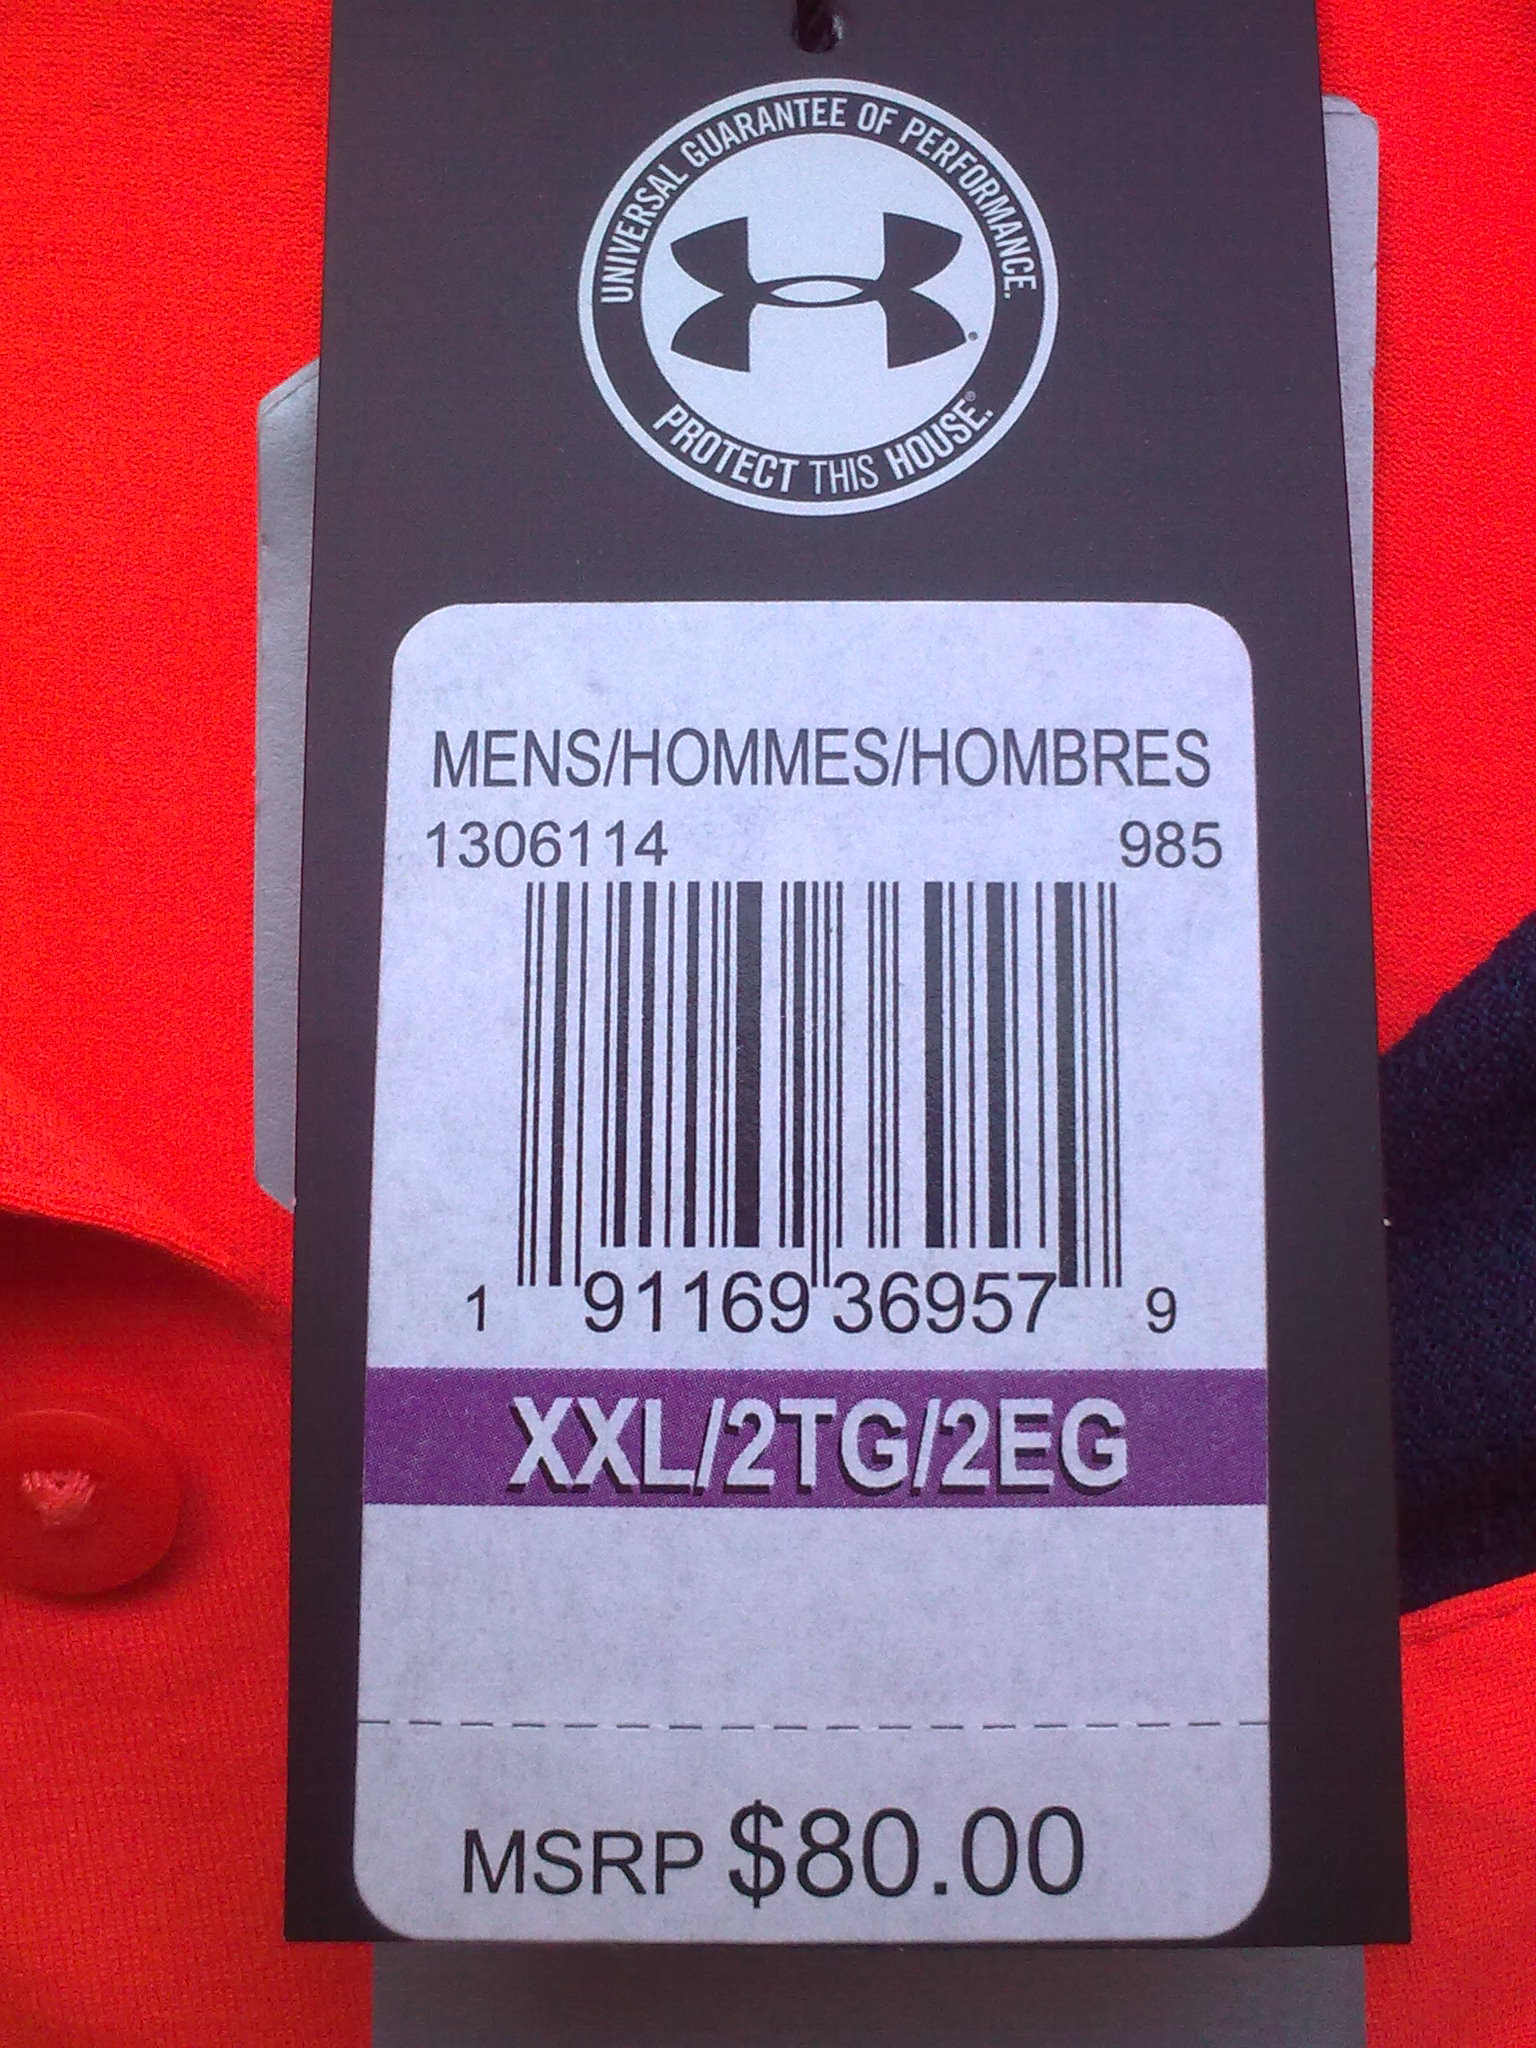 UNIVERSAL GUARANTEE OF PERFORMANCE.
PROTECT THIS HOUSE.®
MENS/HOMMES/HOMBRES
1306114 985
1 91169 36957 9
XXL/2TG/2EG
MSRP $80.00